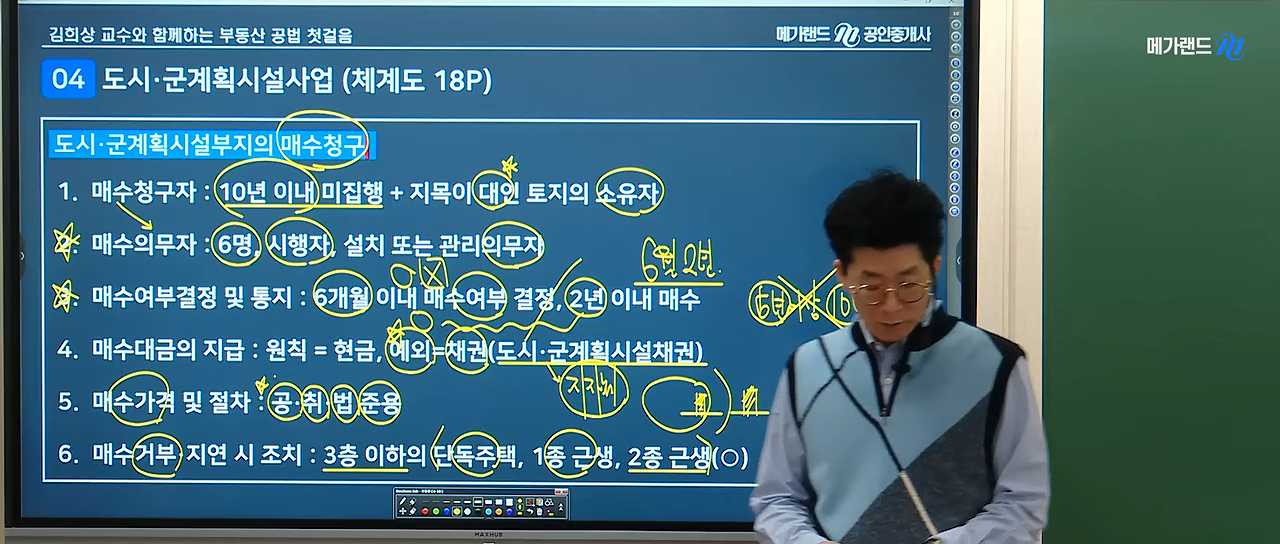 김희상 교수와 함께하는 부동산 공법 첫걸음
메가랜드 공인중개사
메가랜드
04 도시·군계획시설사업 (체계도 18P)
도시·군계획시설부지의 매수청구
1. 매수청구자 : 10년 이내 미집행 + 지목이 대인 토지의 소유자
2. 매수의무자 : 6명, 시행자, 설치 또는 관리의무자
6월 2년.
3. 매수여부결정 및 통지 : 6개월 이내 매수여부 결정, 2년 이내 매수
4. 매수대금의 지급 : 원칙 = 현금, 예외=채권(도시·군계획시설채권)
지자체
5. 매수가격 및 절차 : 공·취·법 준용
6. 매수거부·지연 시 조치 : 3층 이하의 단독주택, 1종 근생, 2종 근생(○)
MAXHUB